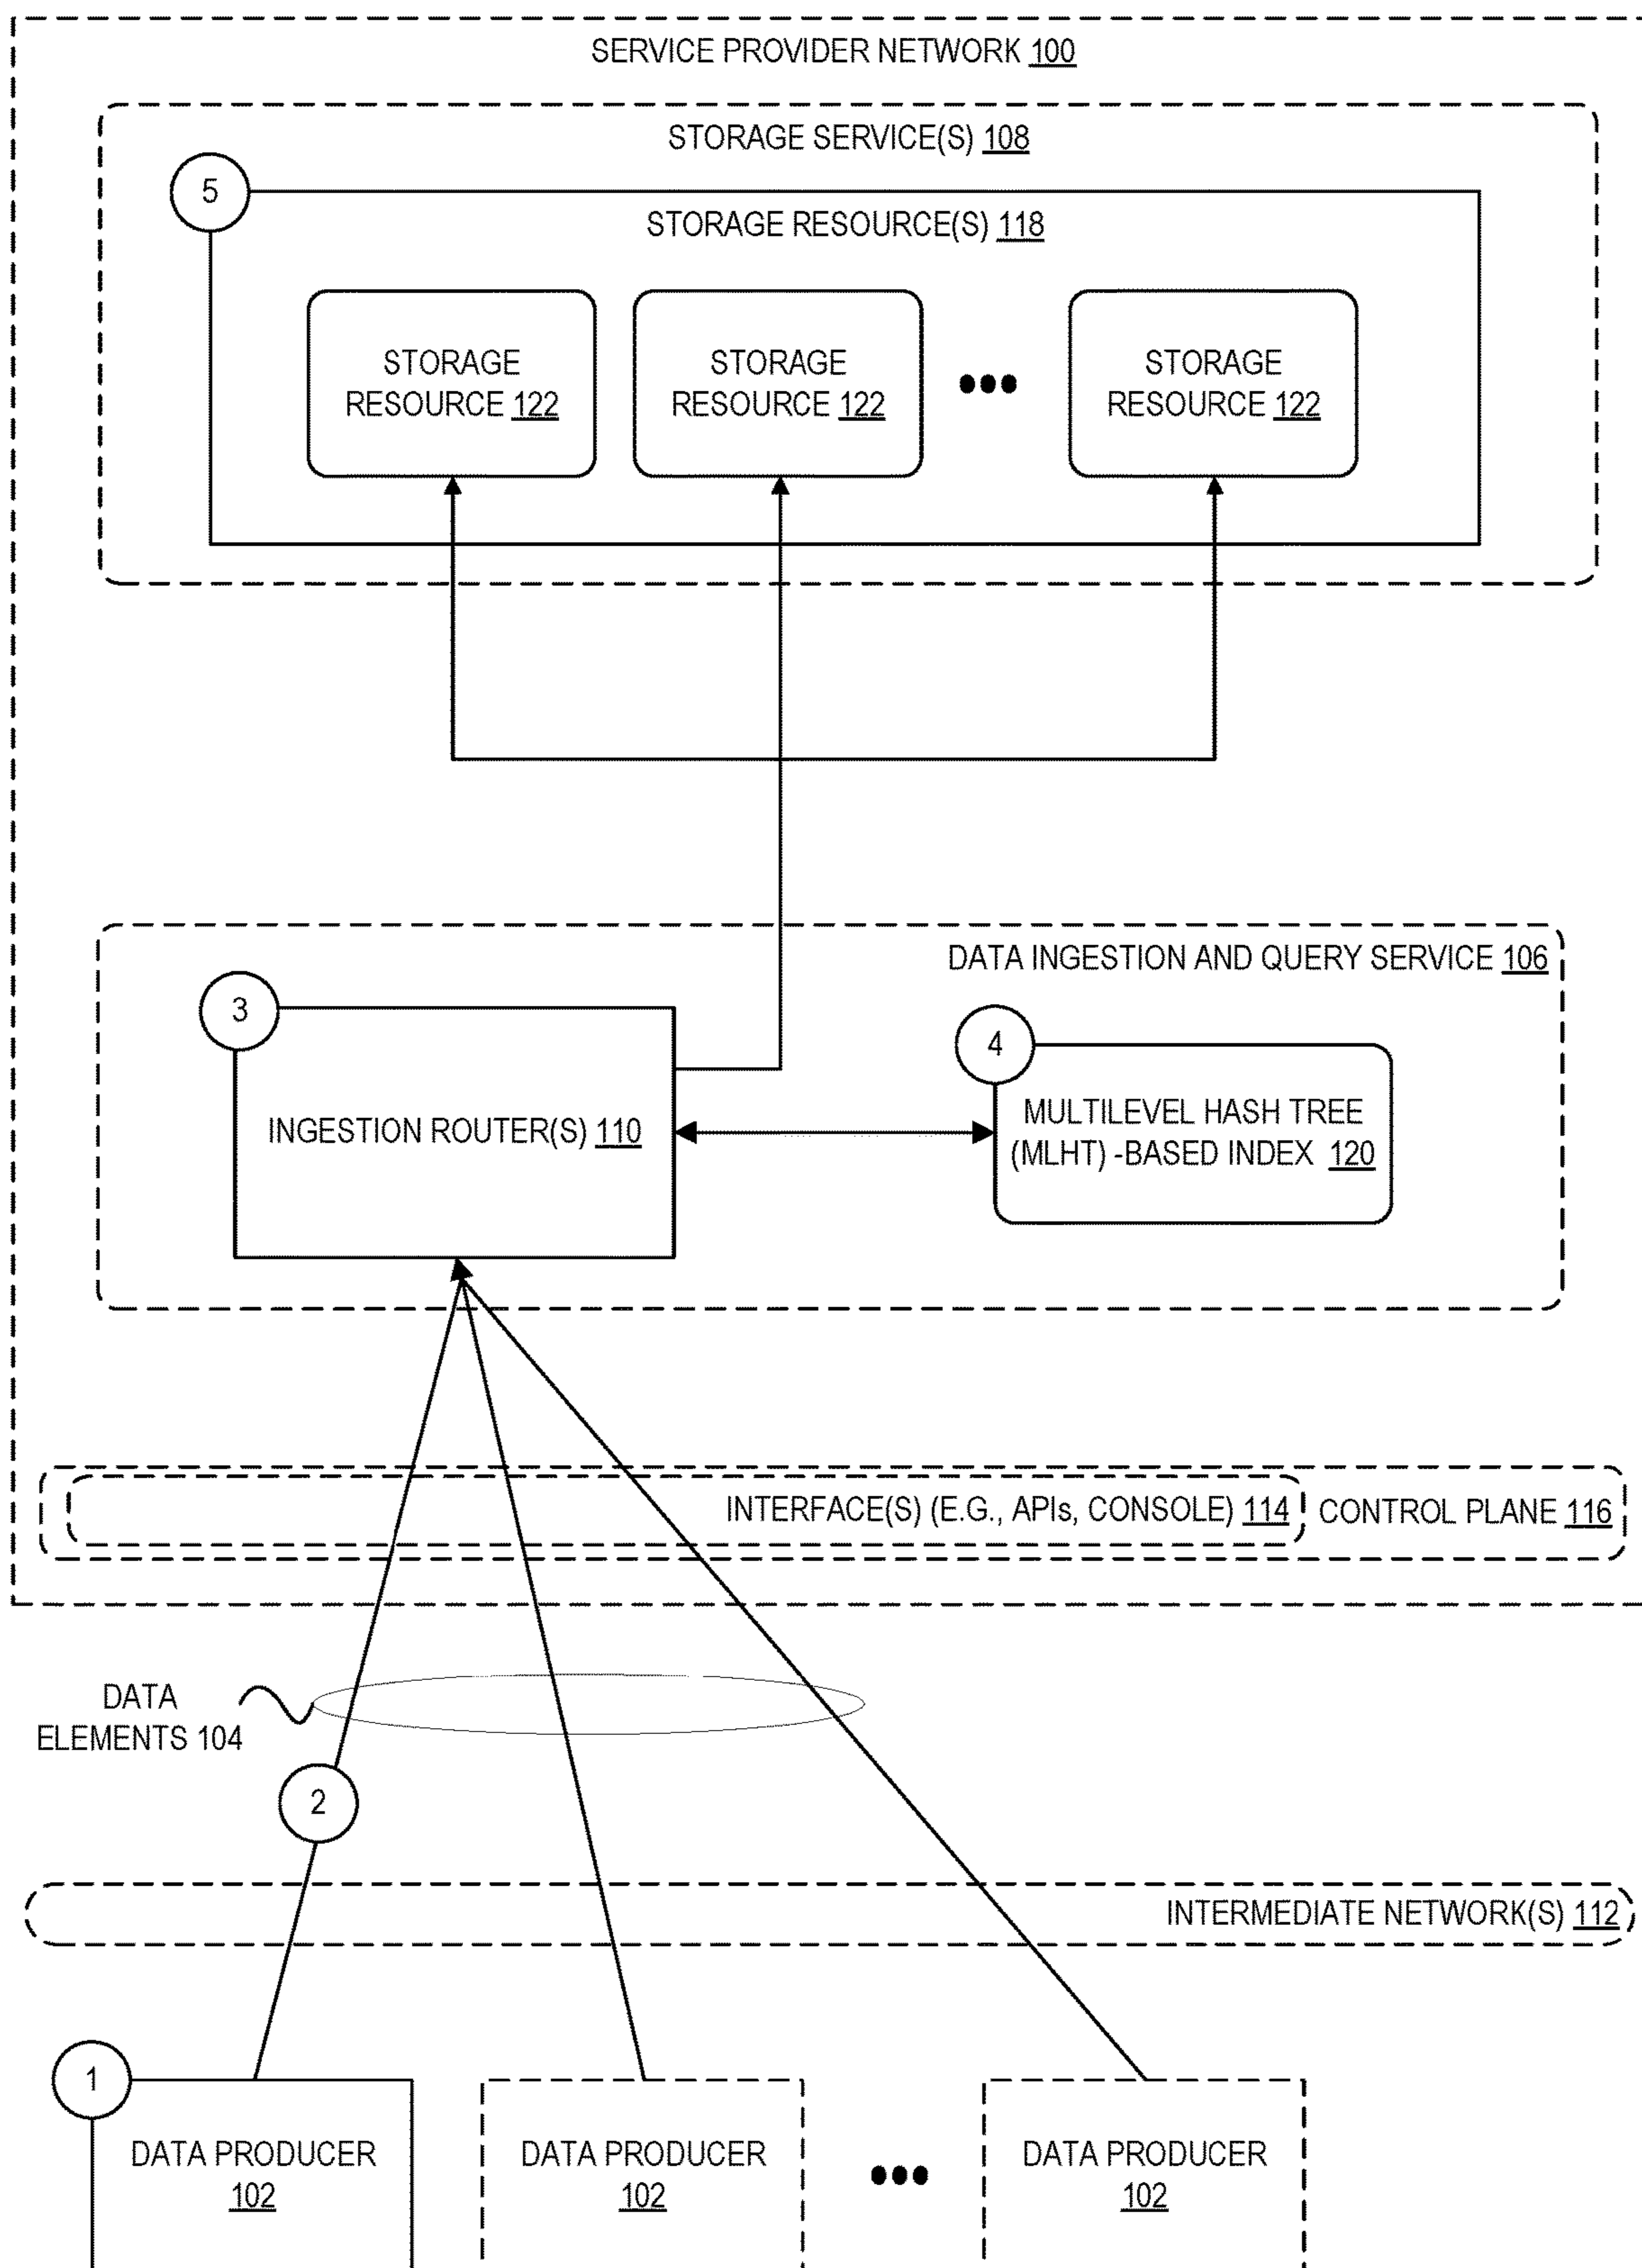 SERVICE PROVIDER NETWORK 100
STORAGE SERVICE(S) 108
5
STORAGE RESOURCE(S) 118
STORAGE
RESOURCE 122
STORAGE
RESOURCE 122
STORAGE
RESOURCE 122
DATA INGESTION AND QUERY SERVICE 106
3
4
INGESTION ROUTER(S) 110
MULTILEVEL HASH TREE
(MLHT) -BASED INDEX 120
INTERFACE(S) (E.G., APIs, CONSOLE) 114
CONTROL PLANE 116
DATA
ELEMENTS 104
2
INTERMEDIATE NETWORK(S) 112
1
DATA PRODUCER
102
DATA PRODUCER
102
DATA PRODUCER
102